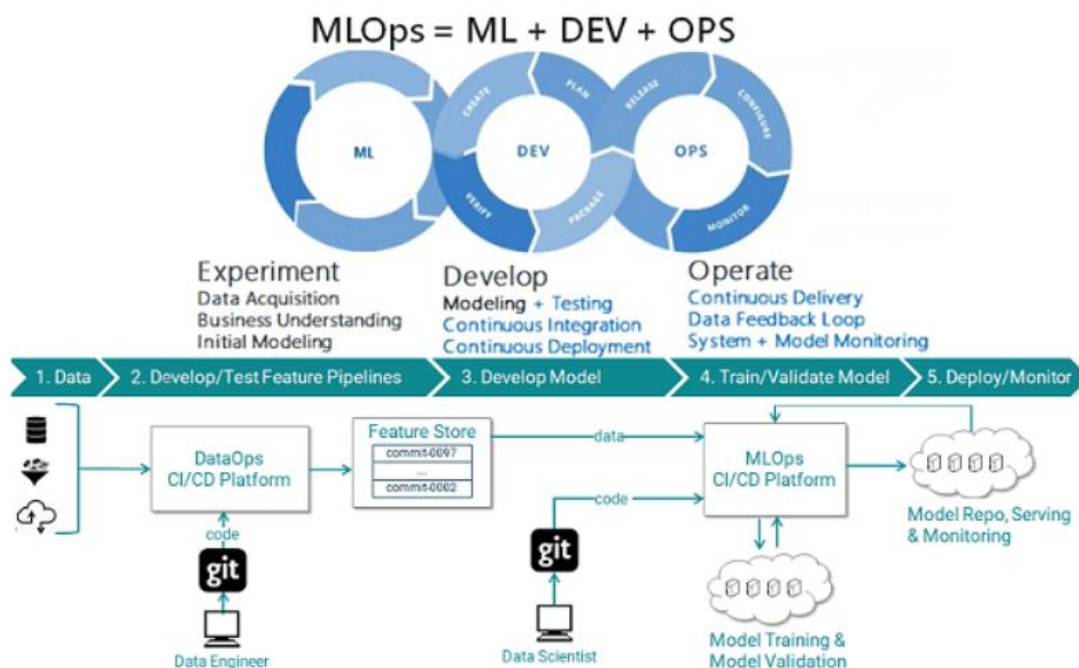 MLOps = ML + DEV + OPS
ML
CREATE
PLAN
DEV
VERIFY
PACKAGE
RELEASE
CONFIGURE
OPS
MONITOR
Experiment
Data Acquisition
Business Understanding
Initial Modeling
Develop
Modeling + Testing
Continuous Integration
Continuous Deployment
Operate
Continuous Delivery
Data Feedback Loop
System + Model Monitoring
1. Data
2. Develop/Test Feature Pipelines
3. Develop Model
4. Train/Validate Model
5. Deploy/Monitor
DataOps
CI/CD Platform
code
git
Data Engineer
Feature Store
commit-0097
...
commit-0002
data
code
git
Data Scientist
MLOps
CI/CD Platform
Model Training &
Model Validation
Model Repo, Serving
& Monitoring